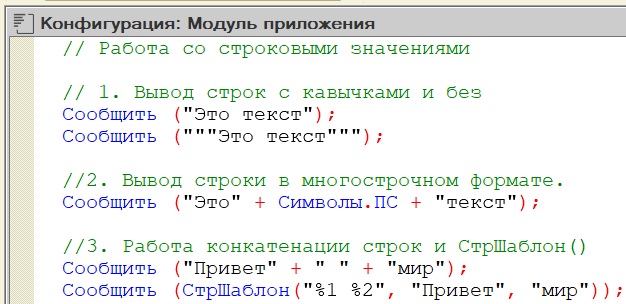 Конфигурация: Модуль приложения
// Работа со строковыми значениями
// 1. Вывод строк с кавычками и без
Сообщить ("Это текст");
Сообщить ("""Это текст""");
//2. Вывод строки в многострочном формате.
Сообщить ("Это" + Символы.ПС + "текст");
//3. Работа конкатенации строк и СтрШаблон()
Сообщить ("Привет" + " " + "мир");
Сообщить (СтрШаблон("%1 %2", "Привет", "мир"));